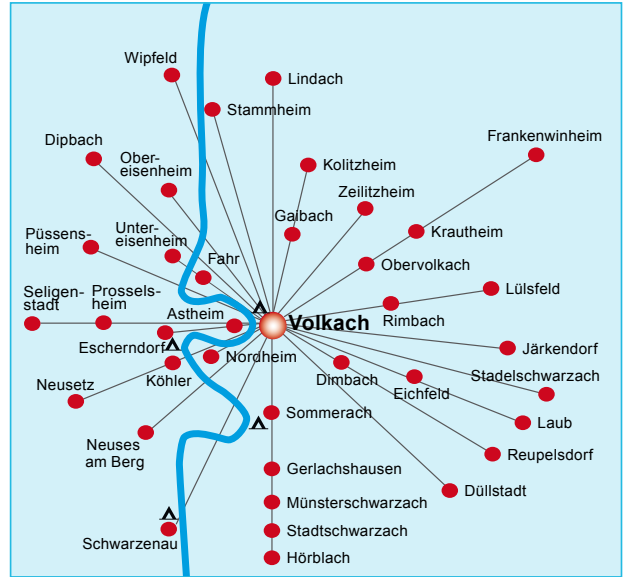 Wipfeld
Lindach
Stammheim
Frankenwinheim
Dipbach
Ober-
eisenheim
Kolitzheim
Zeilitzheim
Gaibach
Krautheim
Püssens-
heim
Unter-
eisenheim
Fahr
Obervolkach
Seligen-
stadt
Prossels-
heim
Lülsfeld
Rimbach
Astheim
Volkach
Escherndorf
Nordheim
Järkendorf
Köhler
Dimbach
Stadelschwarzach
Eichfeld
Neusetz
Sommerach
Laub
Neuses
am Berg
Reupelsdorf
Gerlachshausen
Düllstadt
Münsterschwarzach
Stadtschwarzach
Schwarzenau
Hörblach